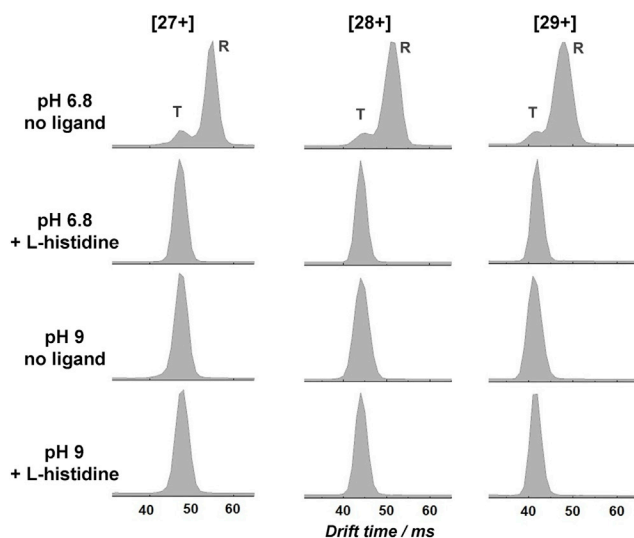 [27+] [28+] [29+]
R R R
T T T
pH 6.8
no ligand
pH 6.8
+ L-histidine
pH 9
no ligand
pH 9
+ L-histidine
40 50 60 40 50 60 40 50 60
Drift time / ms